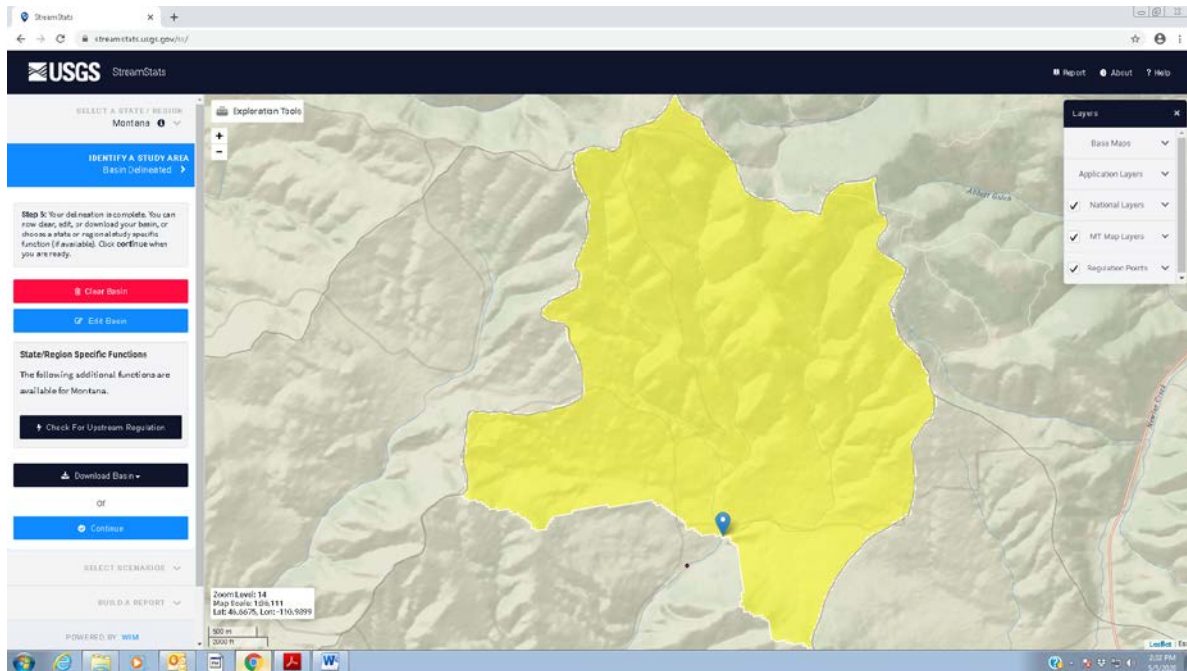 StreamStats
streamstats.usgs.gov/ss/
USGS StreamStats
Report About ? Help
SELECT A STATE / REGION
Montana
IDENTIFY A STUDY AREA
Basin Delineated
Step 5: Your delineation is complete. You can
now clear, edit, or download your basin, or
choose a state or regional study specific
function (if available). Click continue when
you are ready.
Clear Basin
Edit Basin
State/Region Specific Functions
The following additional functions are
available for Montana.
Check For Upstream Regulation
Download Basin
or
Continue
SELECT SCENARIOS
BUILD A REPORT
POWERED BY WIM
Exploration Tools
+
-
Layers
Base Maps
Application Layers
National Layers
MT Map Layers
Regulation Points
Gulch
Creek
Zoom Level: 14
Map Scale:
Lat: 46.6675, Lon: -110.9899
500 m
2000 ft
Leaflet
2:32 PM